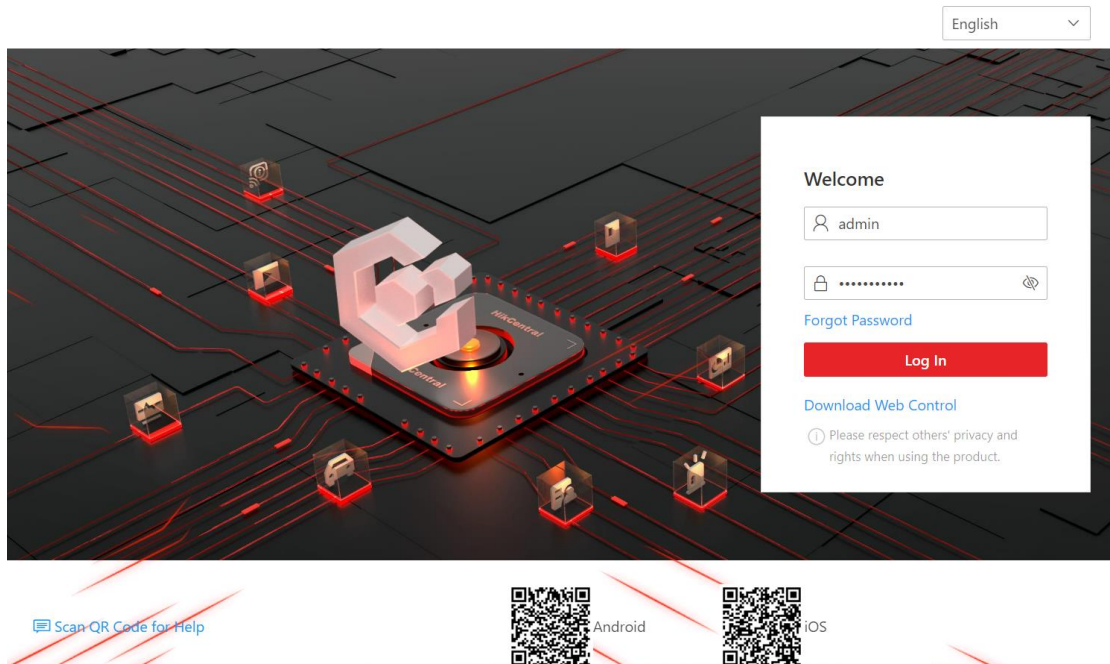 English
Welcome
admin
Forgot Password
Log In
Download Web Control
Please respect others' privacy and
rights when using the product.
HikCentral
Central
Scan QR Code for Help
Android
iOS